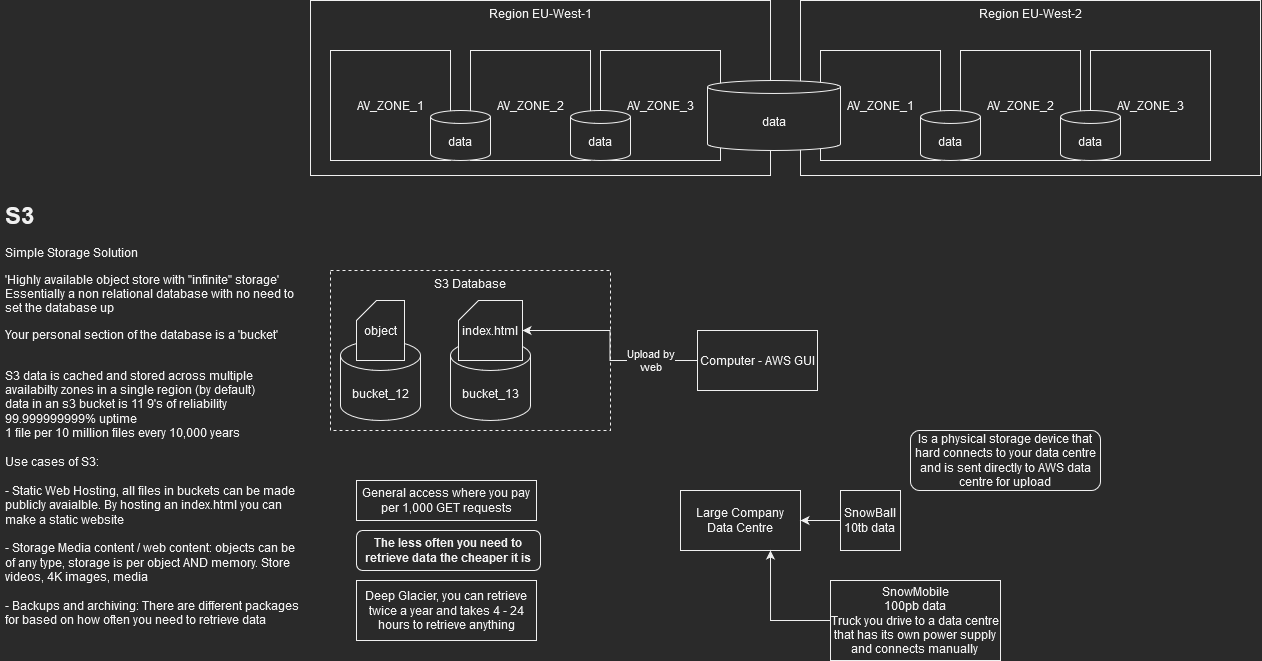 Region EU-West-1
Region EU-West-2
AV_ZONE_1
AV_ZONE_2
AV_ZONE_3
AV_ZONE_1
AV_ZONE_2
AV_ZONE_3
data
data
data
data
data
S3
Simple Storage Solution
'Highly available object store with "infinite" storage'
Essentially a non relational database with no need to
set the database up
Your personal section of the database is a 'bucket'
S3 data is cached and stored across multiple
availabilty zones in a single region (by default)
data in an s3 bucket is 11 9's of reliability
99.999999999% uptime
1 file per 10 million files every 10,000 years
Use cases of S3:
- Static Web Hosting, all files in buckets can be made
publicly avaialble. By hosting an index.html you can
make a static website
- Storage Media content / web content: objects can be
of any type, storage is per object AND memory. Store
videos, 4K images, media
- Backups and archiving: There are different packages
for based on how often you need to retrieve data
S3 Database
object
index.html
bucket_12
bucket_13
Upload by
web
Computer - AWS GUI
General access where you pay
per 1,000 GET requests
The less often you need to
retrieve data the cheaper it is
Deep Glacier, you can retrieve
twice a year and takes 4 - 24
hours to retrieve anything
Is a physical storage device that
hard connects to your data centre
and is sent directly to AWS data
centre for upload
Large Company
Data Centre
SnowBall
10tb data
SnowMobile
100pb data
Truck you drive to a data centre
that has its own power supply
and connects manually